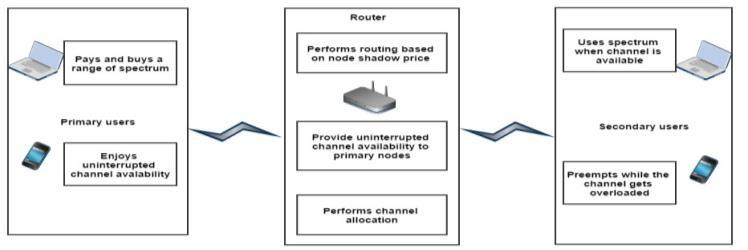 Pays and buys a
range of spectrum
Primary users
Enjoys
uninterrupted
channel avalability
Router
Performs routing based
on node shadow price
Provide uninterrupted
channel availability to
primary nodes
Performs channel
allocation
Uses spectrum
when channel is
available
Secondary users
Preempts while the
channel gets
overloaded